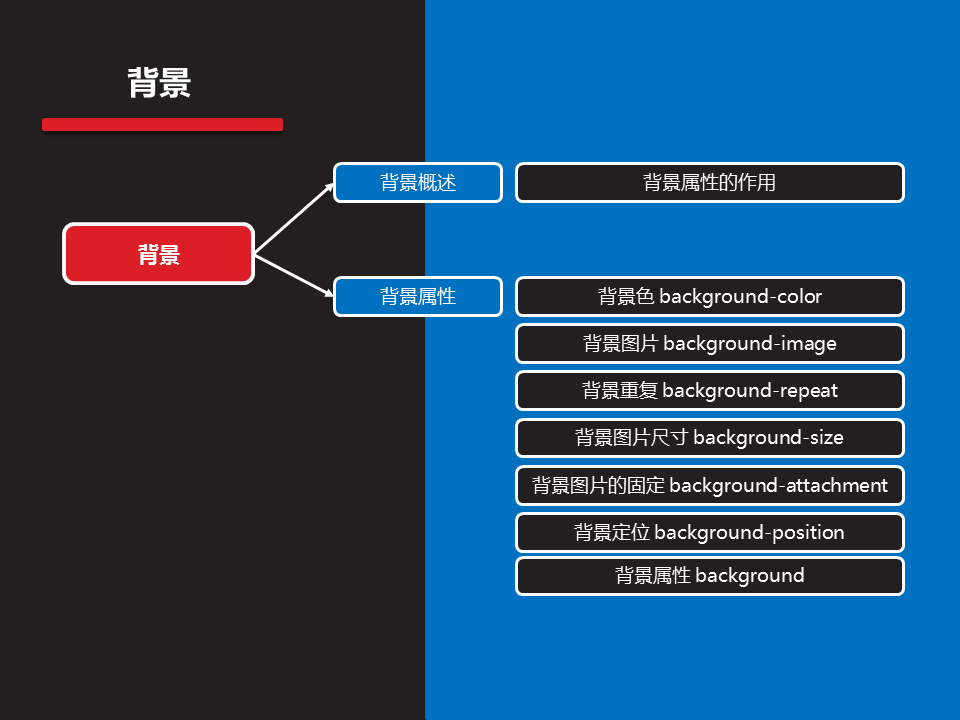 背景
背景
背景概述
背景属性的作用
背景属性
背景色 background-color
背景图片 background-image
背景重复 background-repeat
背景图片尺寸 background-size
背景图片的固定 background-attachment
背景定位 background-position
背景属性 background